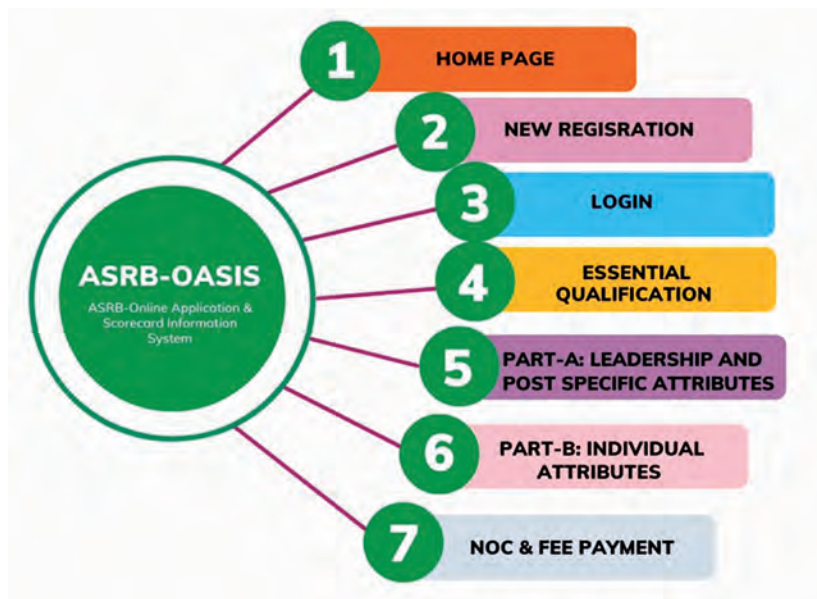 1
HOME PAGE
2
NEW REGISRATION
3
LOGIN
4
ESSENTIAL
QUALIFICATION
5
PART-A: LEADERSHIP AND
POST SPECIFIC ATTRIBUTES
6
PART-B: INDIVIDUAL
ATTRIBUTES
7
NOC & FEE PAYMENT
ASRB-OASIS
ASRB-Online Application &
Scorecard Information
System